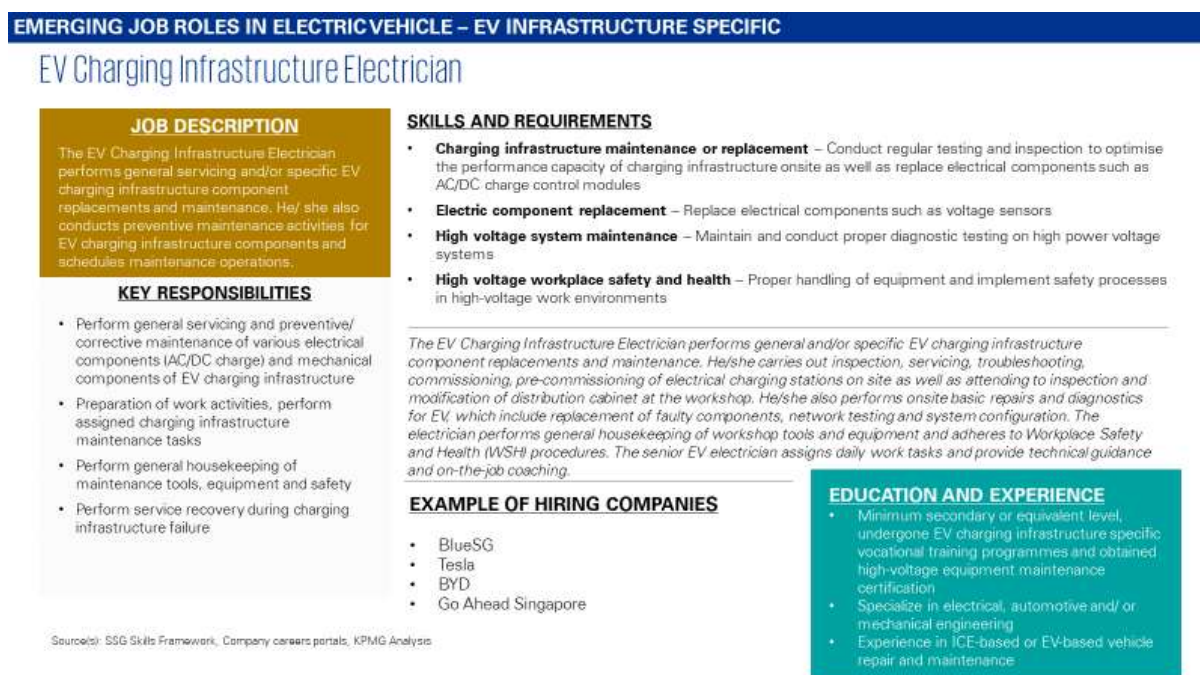 EMERGING JOB ROLES IN ELECTRIC VEHICLE – EV INFRASTRUCTURE SPECIFIC
EV Charging Infrastructure Electrician
JOB DESCRIPTION
The EV Charging Infrastructure Electrician
performs general servicing and/or specific EV
charging infrastructure component
replacements and maintenance. He/ she also
conducts preventive maintenance activities for
EV charging infrastructure components and
schedules maintenance operations.
KEY RESPONSIBILITIES
• Perform general servicing and preventive/
corrective maintenance of various electrical
components (AC/DC charge) and mechanical
components of EV charging infrastructure
• Preparation of work activities, perform
assigned charging infrastructure
maintenance tasks
• Perform general housekeeping of
maintenance tools, equipment and safety
• Perform service recovery during charging
infrastructure failure
SKILLS AND REQUIREMENTS
• Charging infrastructure maintenance or replacement – Conduct regular testing and inspection to optimise
the performance capacity of charging infrastructure onsite as well as replace electrical components such as
AC/DC charge control modules
• Electric component replacement – Replace electrical components such as voltage sensors
• High voltage system maintenance – Maintain and conduct proper diagnostic testing on high power voltage
systems
• High voltage workplace safety and health – Proper handling of equipment and implement safety processes
in high-voltage work environments
The EV Charging Infrastructure Electrician performs general and/or specific EV charging infrastructure
component replacements and maintenance. He/she carries out inspection, servicing, troubleshooting,
commissioning, pre-commissioning of electrical charging stations on site as well as attending to inspection and
modification of distribution cabinet at the workshop. He/she also performs onsite basic repairs and diagnostics
for EV, which include replacement of faulty components, network testing and system configuration. The
electrician performs general housekeeping of workshop tools and equipment and adheres to Workplace Safety
and Health (WSH) procedures. The senior EV electrician assigns daily work tasks and provide technical guidance
and on-the-job coaching.
EXAMPLE OF HIRING COMPANIES
• BlueSG
• Tesla
• BYD
• Go Ahead Singapore
EDUCATION AND EXPERIENCE
• Minimum secondary or equivalent level,
undergone EV charging infrastructure specific
vocational training programmes and obtained
high-voltage equipment maintenance
certification
• Specialize in electrical, automotive and/ or
mechanical engineering
• Experience in ICE-based or EV-based vehicle
repair and maintenance
Source(s): SSG Skills Framework, Company careers portals, KPMG Analysis